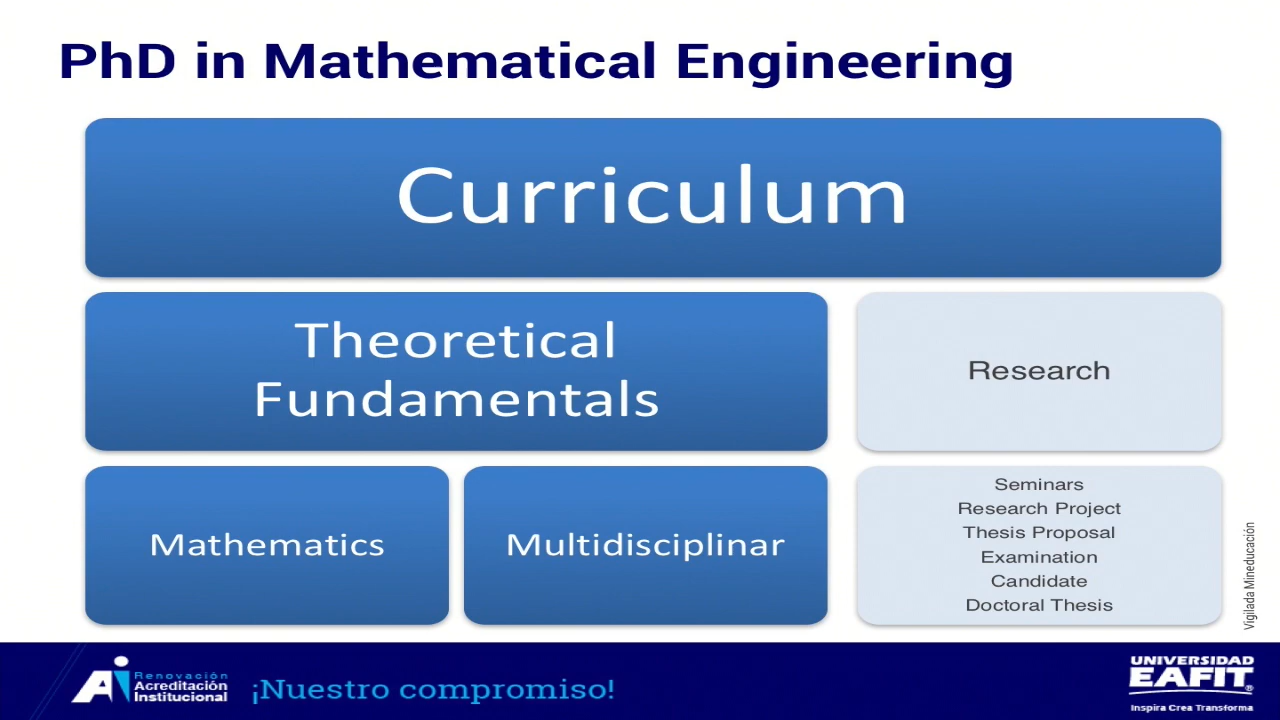 PhD in Mathematical Engineering
Curriculum
Theoretical
Fundamentals
Research
Mathematics
Multidisciplinar
Seminars
Research Project
Thesis Proposal
Examination
Candidate
Doctoral Thesis
Vigilada Mineducación
Ai
Renovación
Acreditación
Institucional
¡Nuestro compromiso!
UNIVERSIDAD
EAFIT®
Inspira Crea Transforma